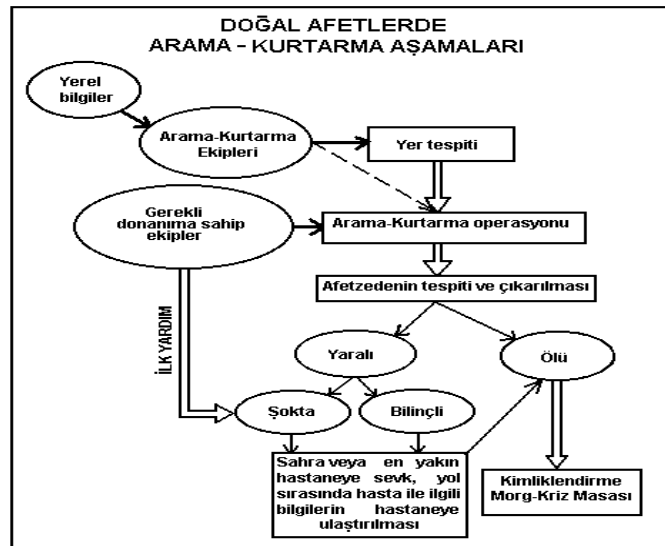 DOĞAL AFETLERDE
ARAMA - KURTARMA AŞAMALARI
Yerel
bilgiler
Arama-Kurtarma
Ekipleri
Yer tespiti
Gerekli
donanıma sahip
ekipler
Arama-Kurtarma operasyonu
Afetzedenin tespiti ve çıkarılması
İLK YARDIM
Yaralı
Ölü
Şokta
Bilinçli
Sahra veya en yakın
hastaneye sevk, yol
sırasında hasta ile ilgili
bilgilerin hastaneye
ulaştırılması
Kimliklendirme
Morg-Kriz Masası